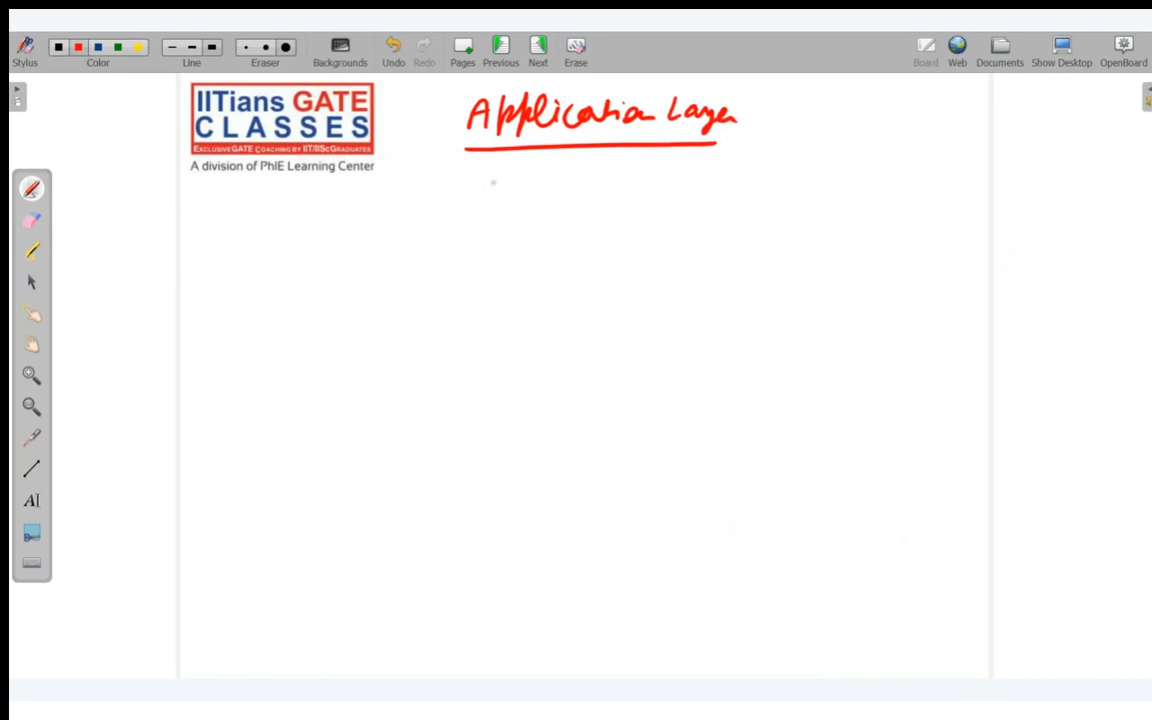 Stylus Color Line Eraser Backgrounds Undo Redo Pages Previous Next Erase Board Web Documents Show Desktop OpenBoard
IITians GATE
CLASSES
EXCLUSIVE GATE COACHING BY IIT/IISC GRADUATES
A division of PhIE Learning Center
Application Layer
AI